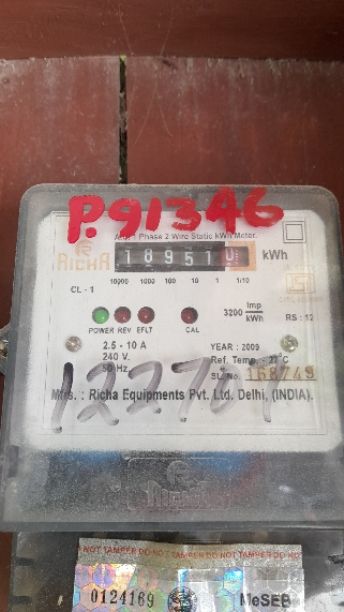 P.91346
A.C. 1 Phase 2 Wire Static kWh Meter.
RICHA 18951 0 kWh
CL - 1 10000 1000 100 10 1 1/10
POWER REV EFLT CAL 3200 imp/kWh RS : 12
2.5 - 10 A YEAR : 2009
240 V. Ref. Temp. - 27°C
50 Hz. SL. No. 168749
122701
Mfrs. : Richa Equipments Pvt. Ltd. Delhi, (INDIA).
NOT TAMPER DO NOT TAMPER DO NOT TAMPER DO NOT
0124169 MeSEB